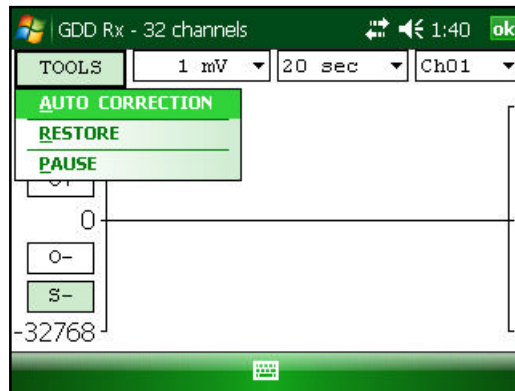 GDD Rx - 32 channels 1:40 ok
TOOLS 1 mV 20 sec Ch01
AUTO CORRECTION
RESTORE
PAUSE
0
O-
S-
-32768